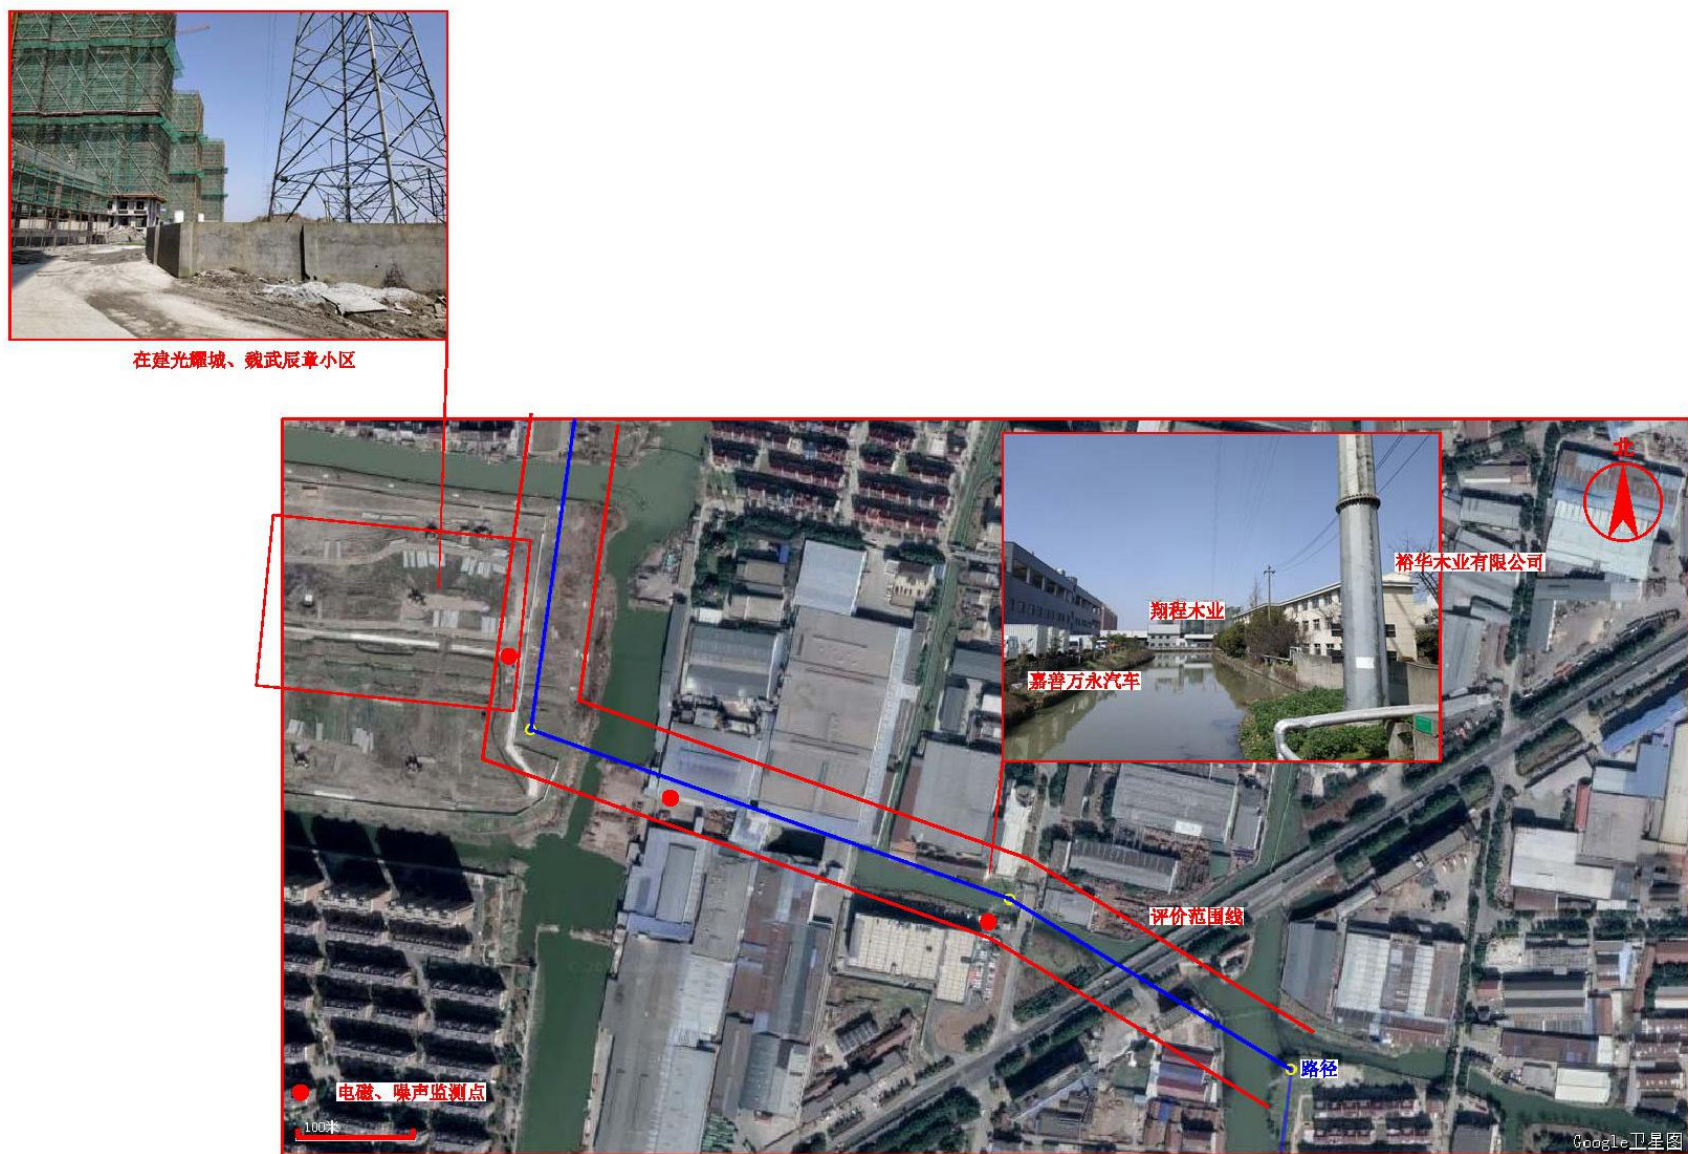 在建光耀城、魏武辰章小区
北
裕华木业有限公司
翔程木业
嘉善万永汽车
评价范围线
路径
电磁、噪声监测点
100米
Google卫星图